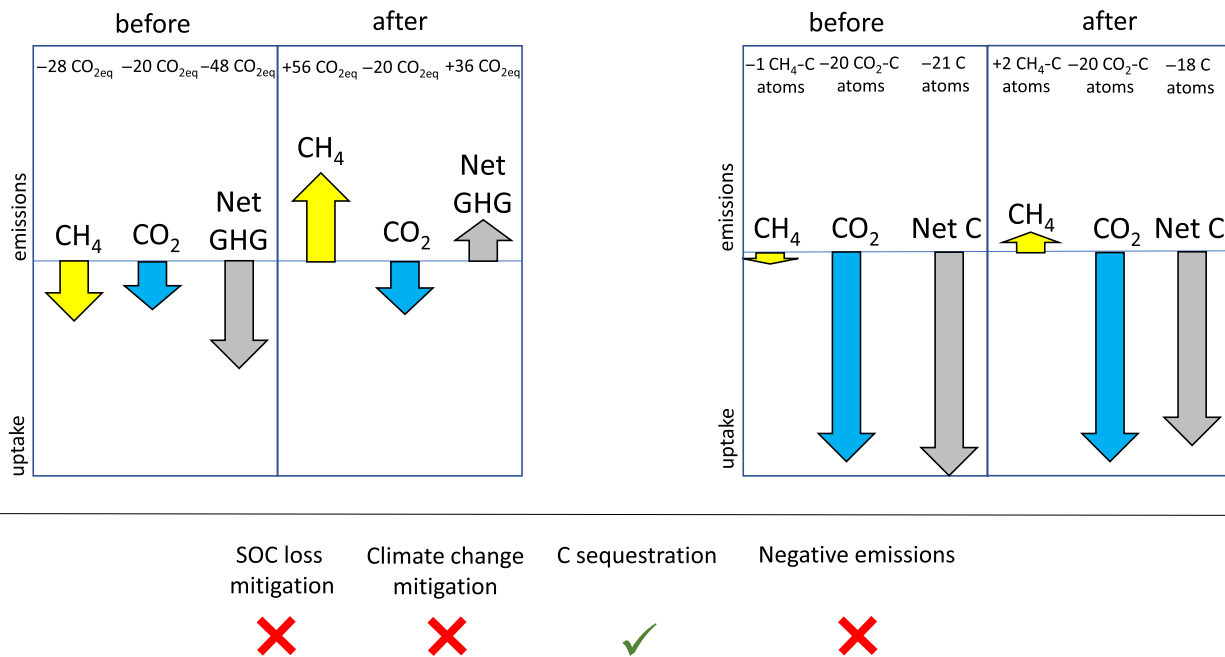 before after
−28 CO2eq −20 CO2eq −48 CO2eq +56 CO2eq −20 CO2eq +36 CO2eq
emissions
uptake
CH4
CO2
Net
GHG
CH4
CO2
Net
GHG
before after
−1 CH4-C
atoms
−20 CO2-C
atoms
−21 C
atoms
+2 CH4-C
atoms
−20 CO2-C
atoms
−18 C
atoms
emissions
uptake
CH4
CO2
Net C
CH4
CO2
Net C
SOC loss
mitigation
Climate change
mitigation
C sequestration
Negative emissions